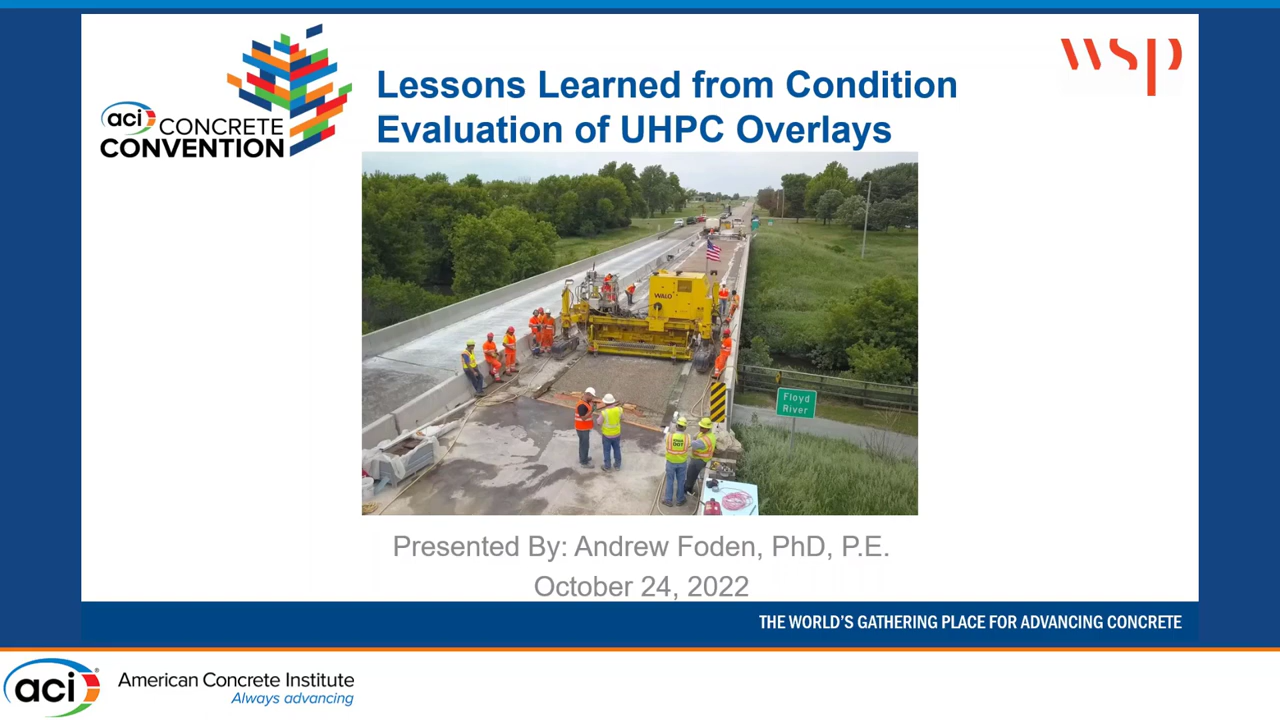 aci CONCRETE
CONVENTION
wsp
Lessons Learned from Condition
Evaluation of UHPC Overlays
WALO
Floyd
River
Presented By: Andrew Foden, PhD, P.E.
October 24, 2022
THE WORLD'S GATHERING PLACE FOR ADVANCING CONCRETE
aci
American Concrete Institute
Always advancing